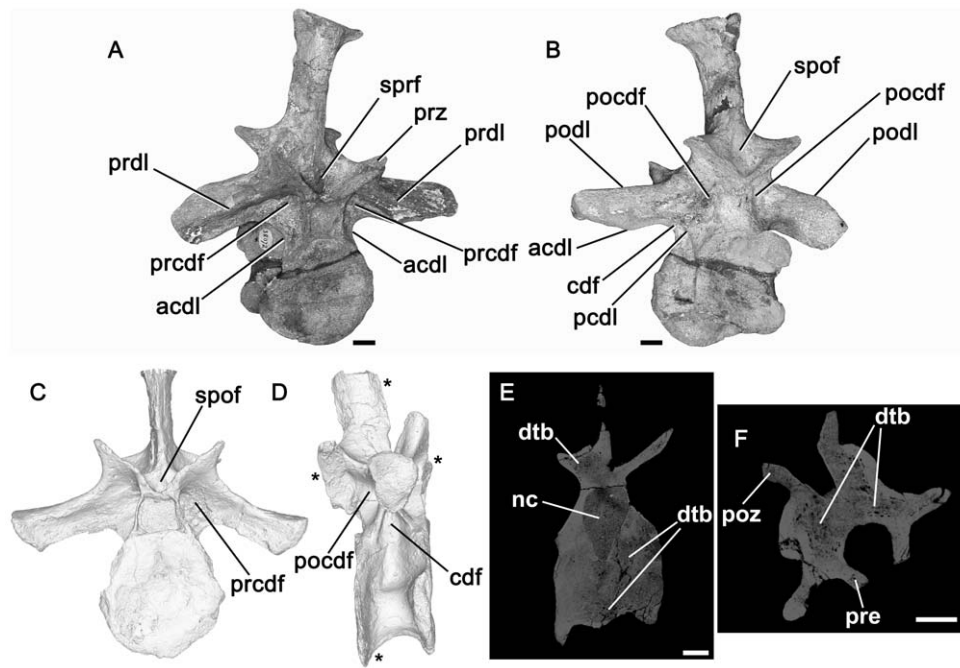 A
sprf
prz
prdl
prdl
prcdf
acdl
acdl
prcdf
B
spof
pocdf
pocdf
podl
podl
acdl
cdf
pcdl
C
spof
prcdf
D
*
*
*
pocdf
cdf
*
E
dtb
nc
dtb
F
dtb
poz
pre